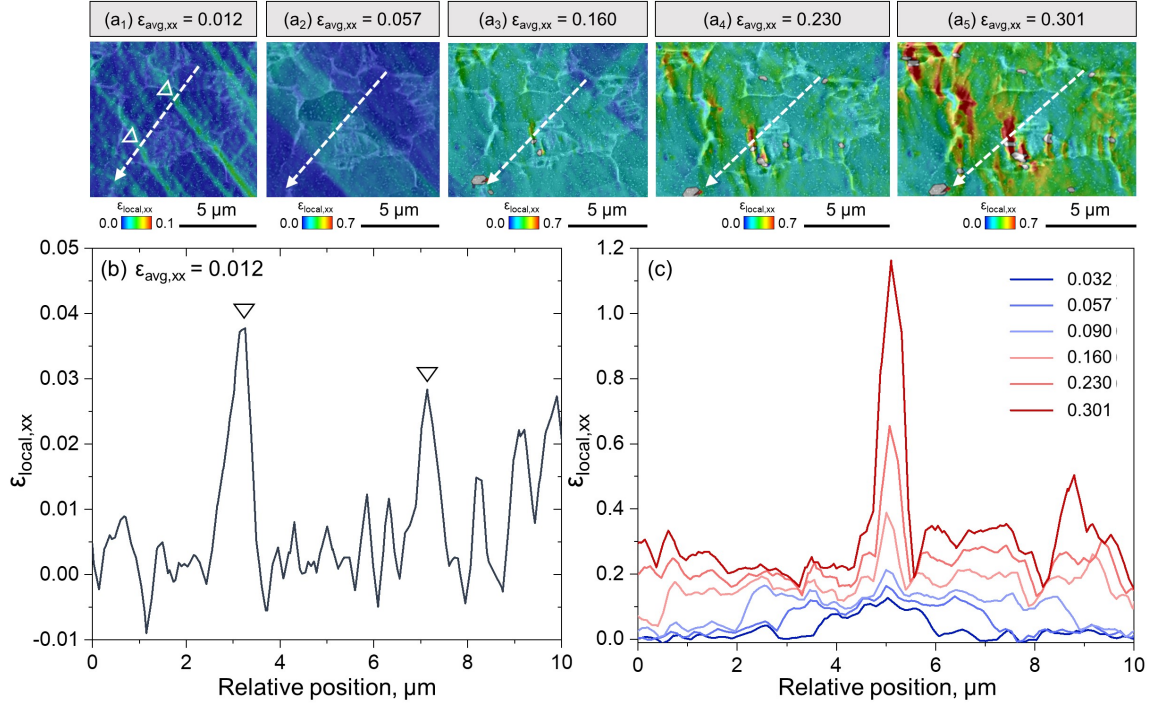 (a₁) εavg,xx = 0.012
(a₂) εavg,xx = 0.057
(a₃) εavg,xx = 0.160
(a₄) εavg,xx = 0.230
(a₅) εavg,xx = 0.301
εlocal,xx
0.0 0.1
5 μm
εlocal,xx
0.0 0.7
5 μm
εlocal,xx
0.0 0.7
5 μm
εlocal,xx
0.0 0.7
5 μm
εlocal,xx
0.0 0.7
5 μm
(b) εavg,xx = 0.012
0.05
0.04
0.03
0.02
0.01
0.00
-0.01
εlocal,xx
0 2 4 6 8 10
Relative position, μm
(c)
1.2
1.0
0.8
0.6
0.4
0.2
0.0
εlocal,xx
0.032
0.057
0.090
0.160
0.230
0.301
0 2 4 6 8 10
Relative position, μm